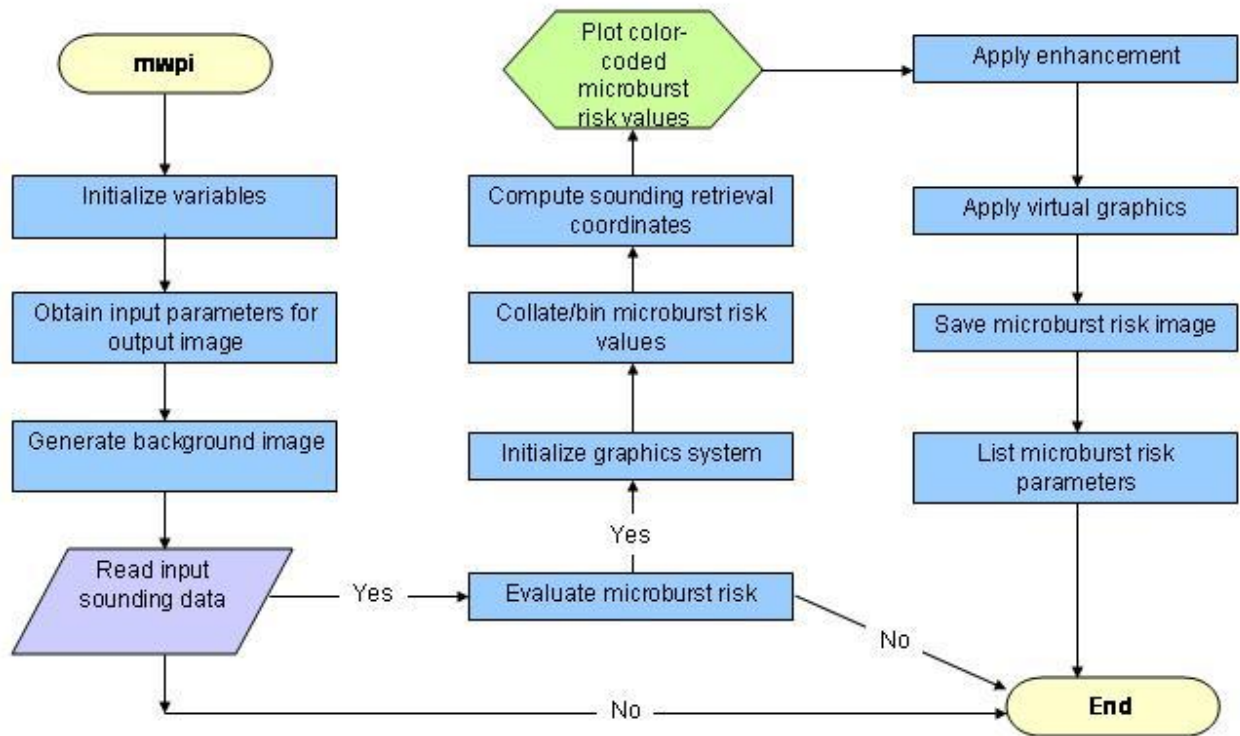 mwpi
Initialize variables
Obtain input parameters for
output image
Generate background image
Read input
sounding data
Yes
No
Evaluate microburst risk
Yes
No
Initialize graphics system
Collate/bin microburst risk
values
Compute sounding retrieval
coordinates
Plot color-
coded
microburst
risk values
Apply enhancement
Apply virtual graphics
Save microburst risk image
List microburst risk
parameters
End